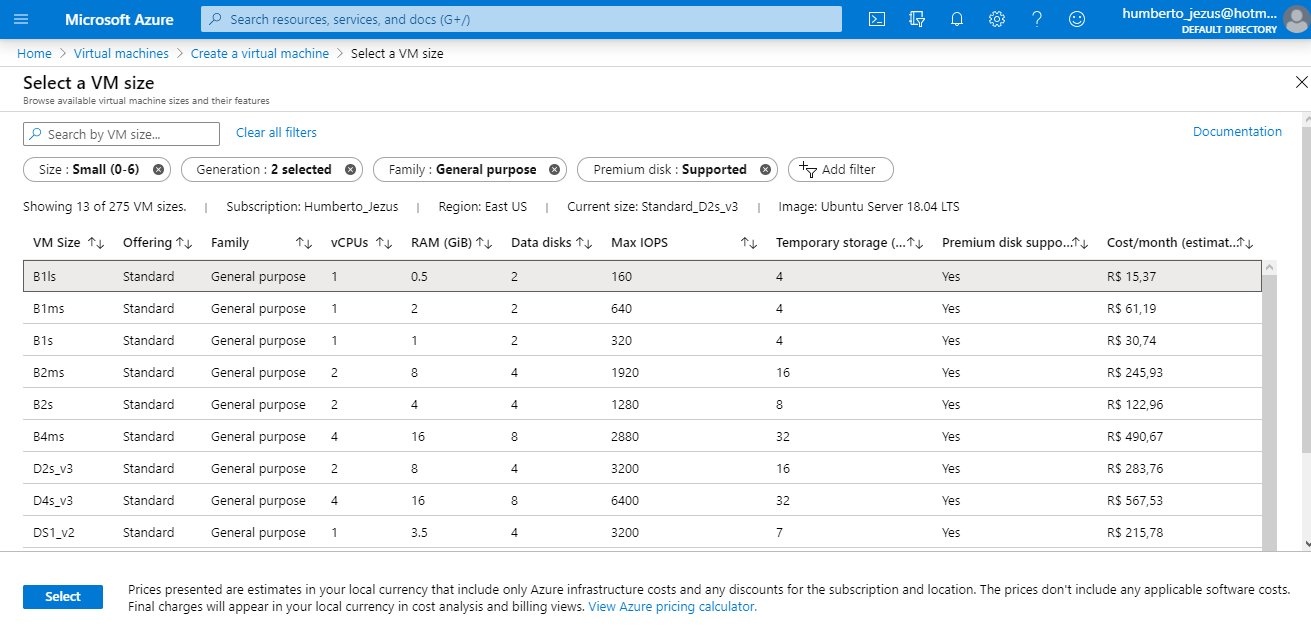 Microsoft Azure
Search resources, services, and docs (G+/)
humberto_jezus@hotm...
DEFAULT DIRECTORY
Home > Virtual machines > Create a virtual machine > Select a VM size
Select a VM size
Browse available virtual machine sizes and their features
Search by VM size...
Clear all filters
Documentation
Size : Small (0-6)
Generation : 2 selected
Family : General purpose
Premium disk : Supported
Add filter
Showing 13 of 275 VM sizes. | Subscription: Humberto_Jezus | Region: East US | Current size: Standard_D2s_v3 | Image: Ubuntu Server 18.04 LTS
VM Size Offering Family vCPUs RAM (GiB) Data disks Max IOPS Temporary storage (... Premium disk suppo... Cost/month (estimat...
B1ls Standard General purpose 1 0.5 2 160 4 Yes R$ 15,37
B1ms Standard General purpose 1 2 2 640 4 Yes R$ 61,19
B1s Standard General purpose 1 1 2 320 4 Yes R$ 30,74
B2ms Standard General purpose 2 8 4 1920 16 Yes R$ 245,93
B2s Standard General purpose 2 4 4 1280 8 Yes R$ 122,96
B4ms Standard General purpose 4 16 8 2880 32 Yes R$ 490,67
D2s_v3 Standard General purpose 2 8 4 3200 16 Yes R$ 283,76
D4s_v3 Standard General purpose 4 16 8 6400 32 Yes R$ 567,53
DS1_v2 Standard General purpose 1 3.5 4 3200 7 Yes R$ 215,78
Select
Prices presented are estimates in your local currency that include only Azure infrastructure costs and any discounts for the subscription and location. The prices don't include any applicable software costs.
Final charges will appear in your local currency in cost analysis and billing views. View Azure pricing calculator.